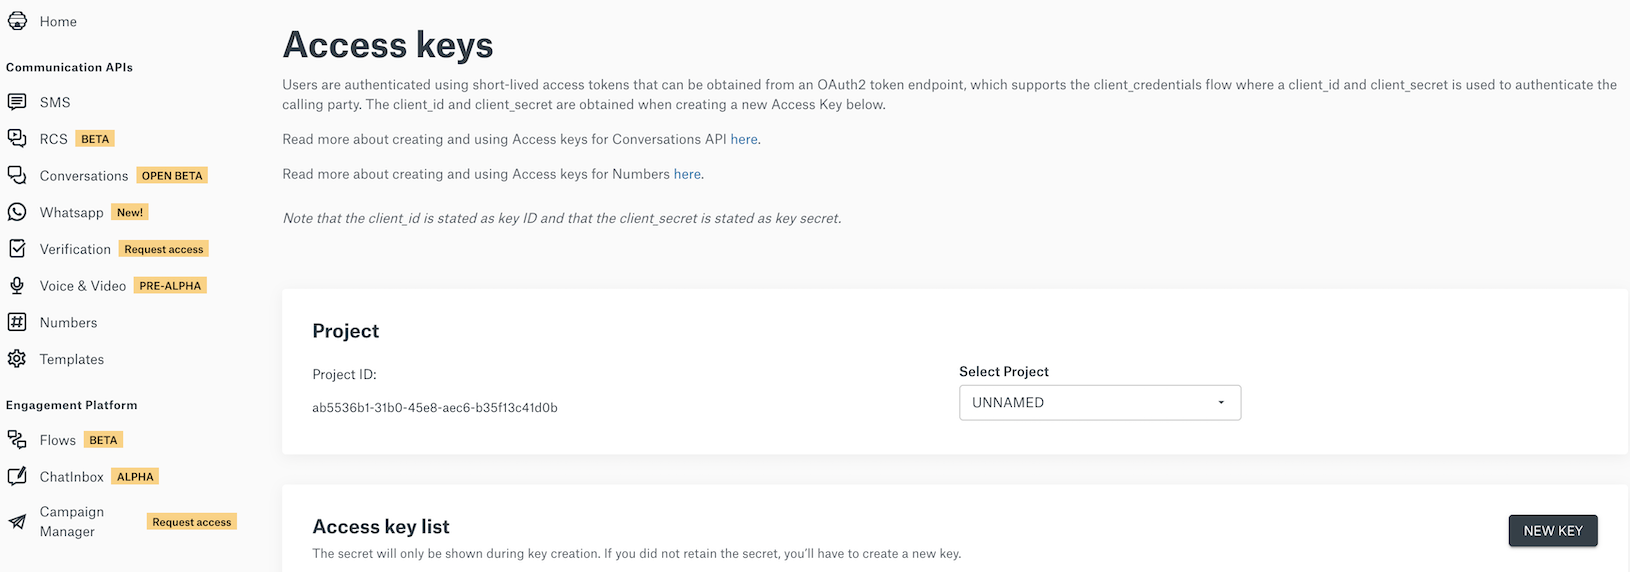 Home
Communication APIs
SMS
RCS BETA
Conversations OPEN BETA
Whatsapp New!
Verification Request access
Voice & Video PRE-ALPHA
Numbers
Templates
Engagement Platform
Flows BETA
ChatInbox ALPHA
Campaign
Manager Request access
Access keys
Users are authenticated using short-lived access tokens that can be obtained from an OAuth2 token endpoint, which supports the client_credentials flow where a client_id and client_secret is used to authenticate the
calling party. The client_id and client_secret are obtained when creating a new Access Key below.
Read more about creating and using Access keys for Conversations API here.
Read more about creating and using Access keys for Numbers here.
Note that the client_id is stated as key ID and that the client_secret is stated as key secret.
Project
Project ID:
ab5536b1-31b0-45e8-aec6-b35f13c41d0b
Select Project
UNNAMED
Access key list
The secret will only be shown during key creation. If you did not retain the secret, you'll have to create a new key.
NEW KEY